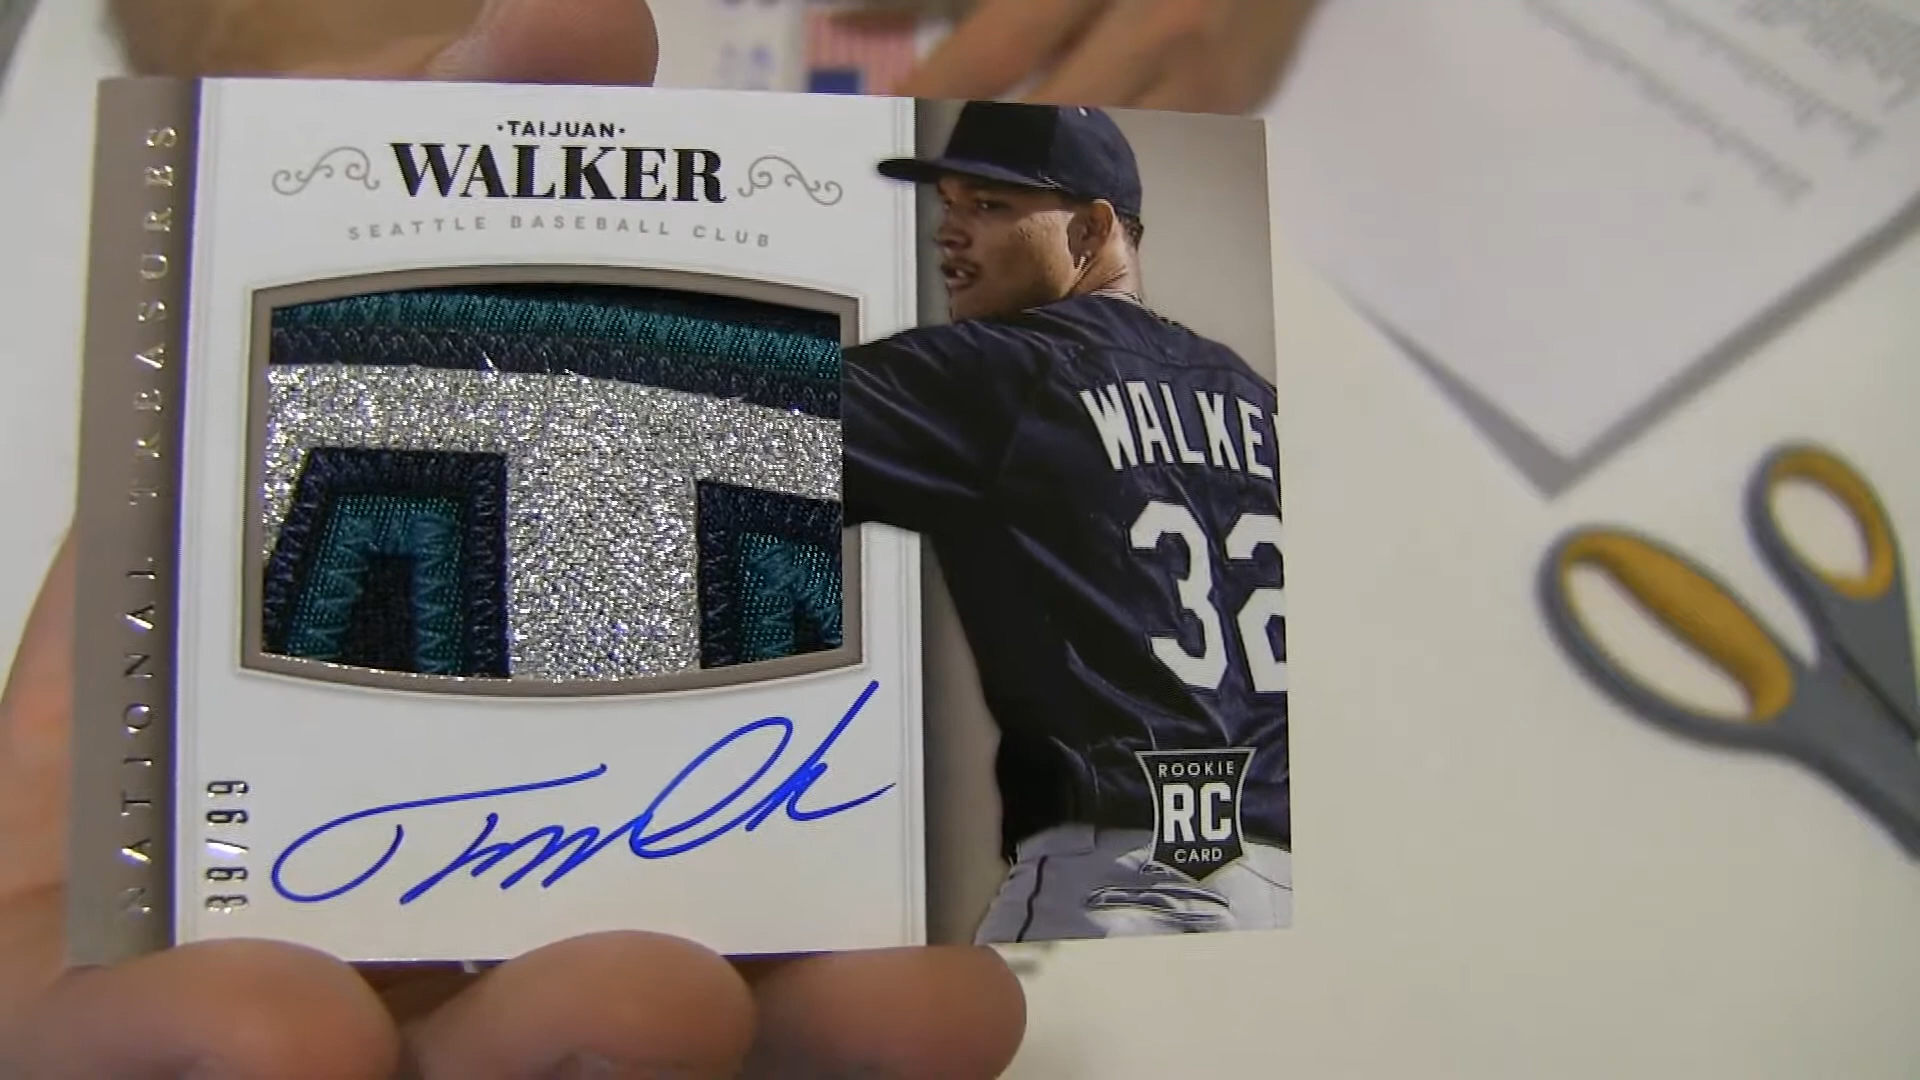 NATIONAL TREASURES
39/99
·TAIJUAN·
WALKER
SEATTLE BASEBALL CLUB
WALKE
32
ROOKIE
RC
CARD